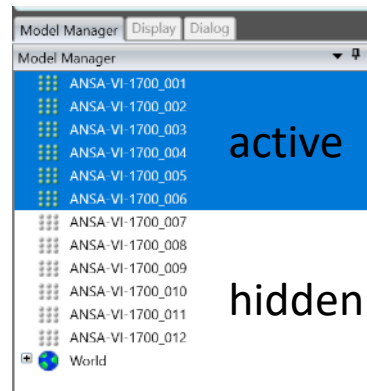 Model Manager Display Dialog
Model Manager
ANSA-VI-1700_001
ANSA-VI-1700_002
ANSA-VI-1700_003
ANSA-VI-1700_004
ANSA-VI-1700_005
ANSA-VI-1700_006
active
ANSA-VI-1700_007
ANSA-VI-1700_008
ANSA-VI-1700_009
ANSA-VI-1700_010
ANSA-VI-1700_011
ANSA-VI-1700_012
hidden
World